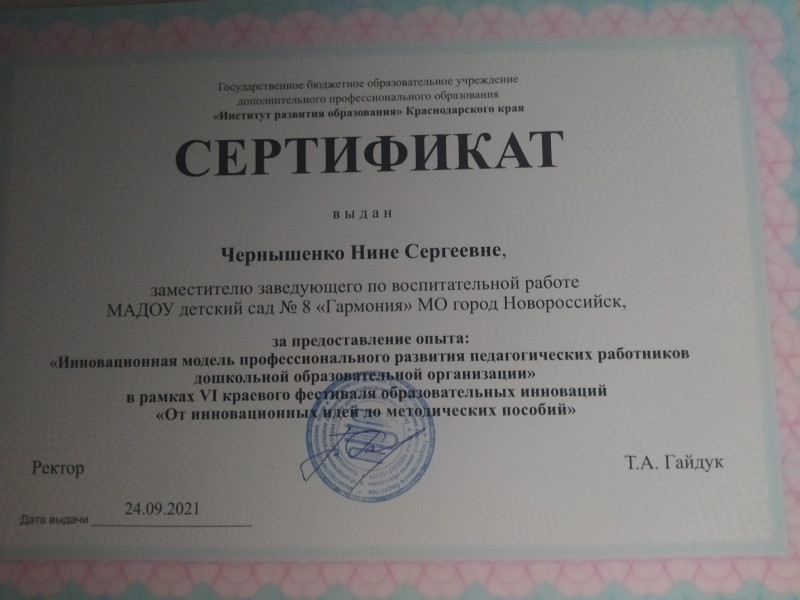 Государственное бюджетное образовательное учреждение
дополнительного профессионального образования
«Институт развития образования» Краснодарского края
СЕРТИФИКАТ
выдан
Чернышенко Нине Сергеевне,
заместителю заведующего по воспитательной работе
МАДОУ детский сад № 8 «Гармония» МО город Новороссийск,
за предоставление опыта:
«Инновационная модель профессионального развития педагогических работников
дошкольной образовательной организации»
в рамках VI краевого фестиваля образовательных инноваций
«От инновационных идей до методических пособий»
Ректор
Т.А. Гайдук
24.09.2021
Дата выдачи